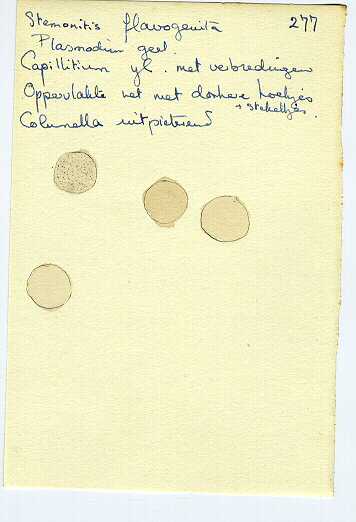 Stemonitis flavogenita 277
Plasmodium geel.
Capillitium yl. met verbredingen
Oppervlakte net met donkere hoekjes
+ stekeltjes.
Columella uitpieterend